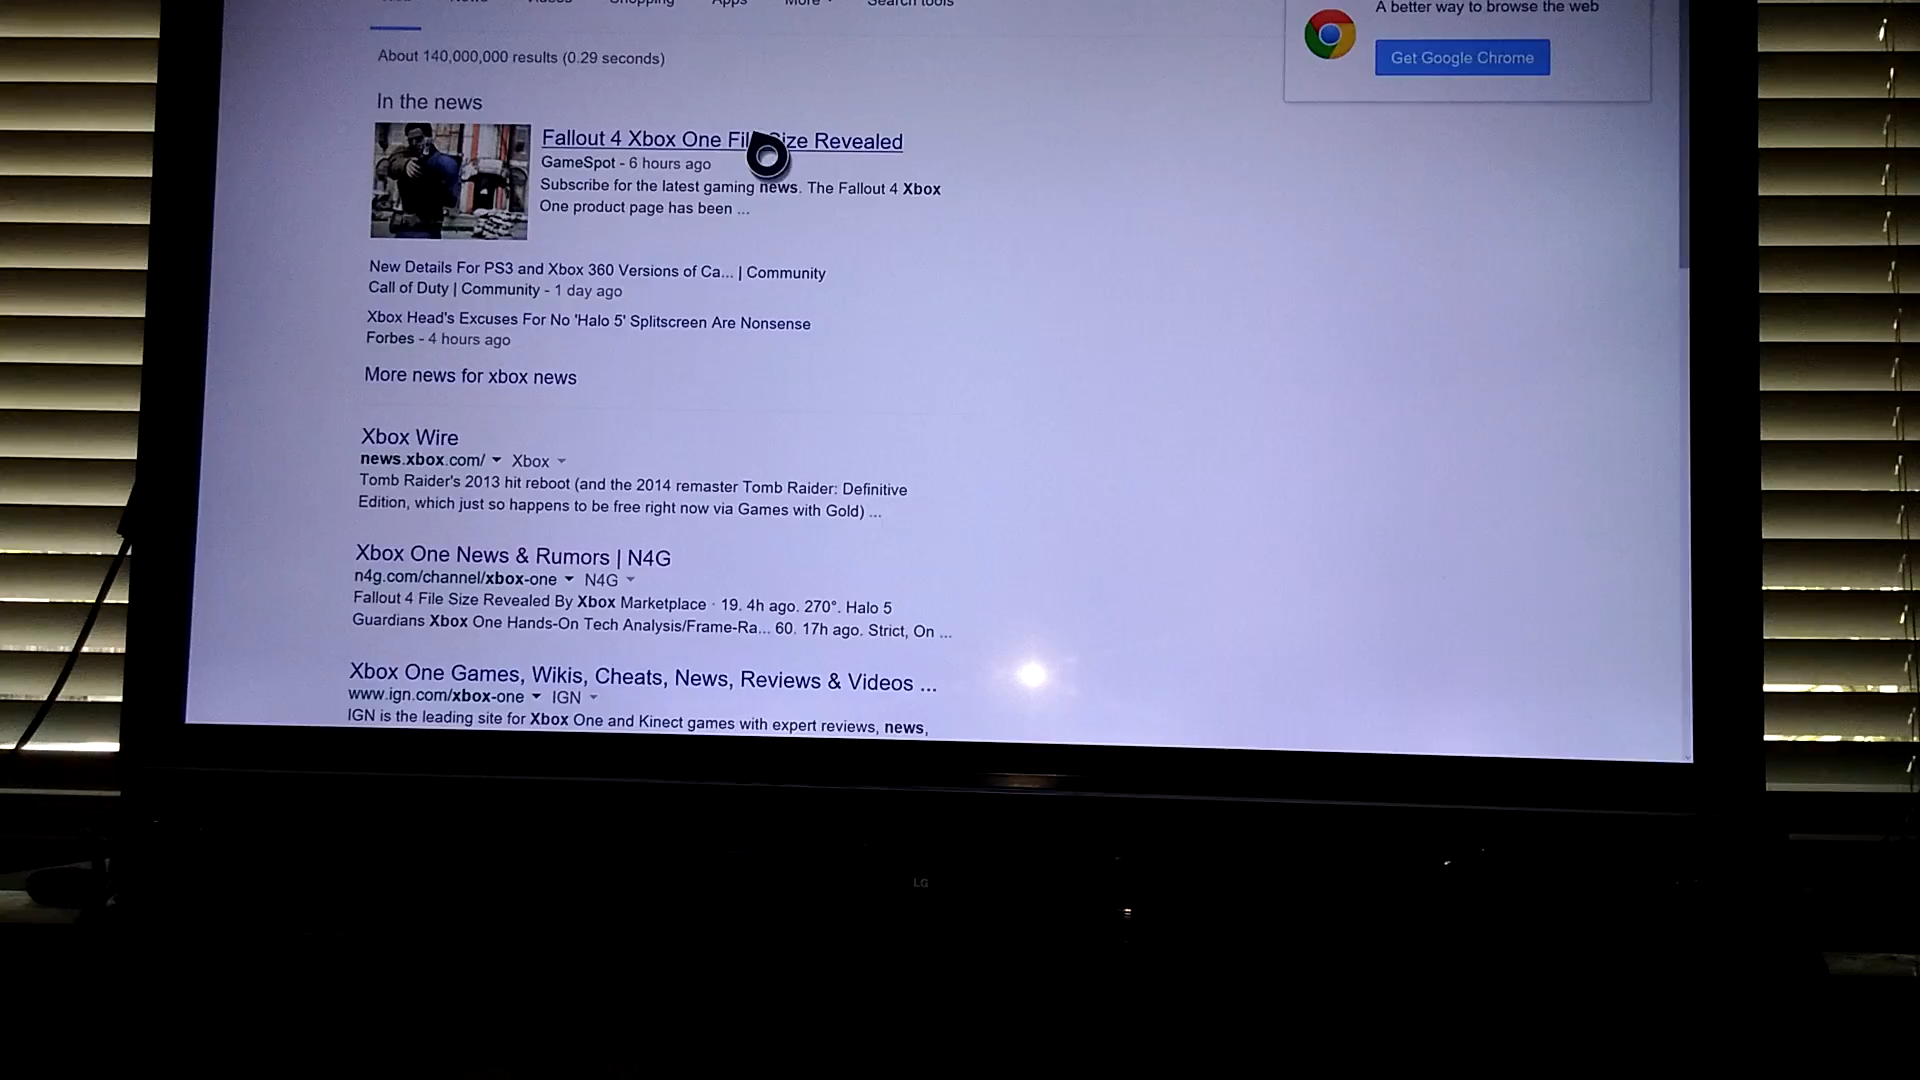 Shopping
Apps
More
Search tools
A better way to browse the web
Get Google Chrome
About 140,000,000 results (0.29 seconds)
In the news
Fallout 4 Xbox One File Size Revealed
GameSpot - 6 hours ago
Subscribe for the latest gaming news. The Fallout 4 Xbox
One product page has been ...
New Details For PS3 and Xbox 360 Versions of Ca... | Community
Call of Duty | Community - 1 day ago
Xbox Head's Excuses For No 'Halo 5' Splitscreen Are Nonsense
Forbes - 4 hours ago
More news for xbox news
Xbox Wire
news.xbox.com/ Xbox
Tomb Raider's 2013 hit reboot (and the 2014 remaster Tomb Raider: Definitive
Edition, which just so happens to be free right now via Games with Gold) ...
Xbox One News & Rumors | N4G
n4g.com/channel/xbox-one N4G
Fallout 4 File Size Revealed By Xbox Marketplace · 19. 4h ago. 270°. Halo 5
Guardians Xbox One Hands-On Tech Analysis/Frame-Ra... 60. 17h ago. Strict, On ...
Xbox One Games, Wikis, Cheats, News, Reviews & Videos ...
www.ign.com/xbox-one IGN
IGN is the leading site for Xbox One and Kinect games with expert reviews, news,
LG